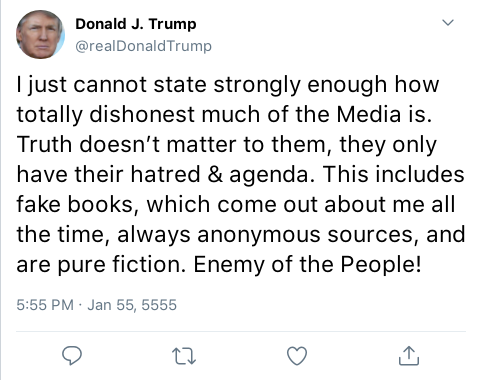 Donald J. Trump
@realDonaldTrump
I just cannot state strongly enough how
totally dishonest much of the Media is.
Truth doesn’t matter to them, they only
have their hatred & agenda. This includes
fake books, which come out about me all
the time, always anonymous sources, and
are pure fiction. Enemy of the People!
5:55 PM · Jan 55, 5555